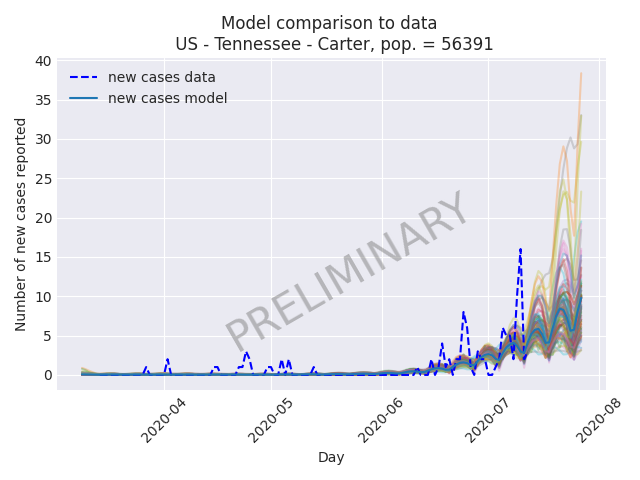 Model comparison to data
US - Tennessee - Carter, pop. = 56391
new cases data
new cases model
PRELIMINARY
Number of new cases reported
40
35
30
25
20
15
10
5
0
2020-04
2020-05
2020-06
2020-07
2020-08
Day